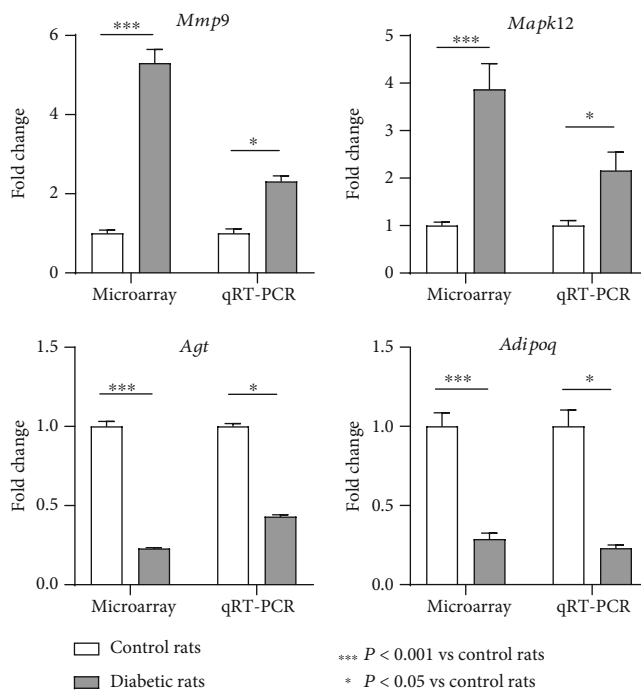 Mmp9
***
*
Fold change
6
4
2
0
Microarray
qRT-PCR
Mapk12
***
*
Fold change
5
4
3
2
1
0
Microarray
qRT-PCR
Agt
***
*
Fold change
1.5
1.0
0.5
0.0
Microarray
qRT-PCR
Adipoq
***
*
Fold change
1.5
1.0
0.5
0.0
Microarray
qRT-PCR
Control rats
Diabetic rats
*** P < 0.001 vs control rats
* P < 0.05 vs control rats